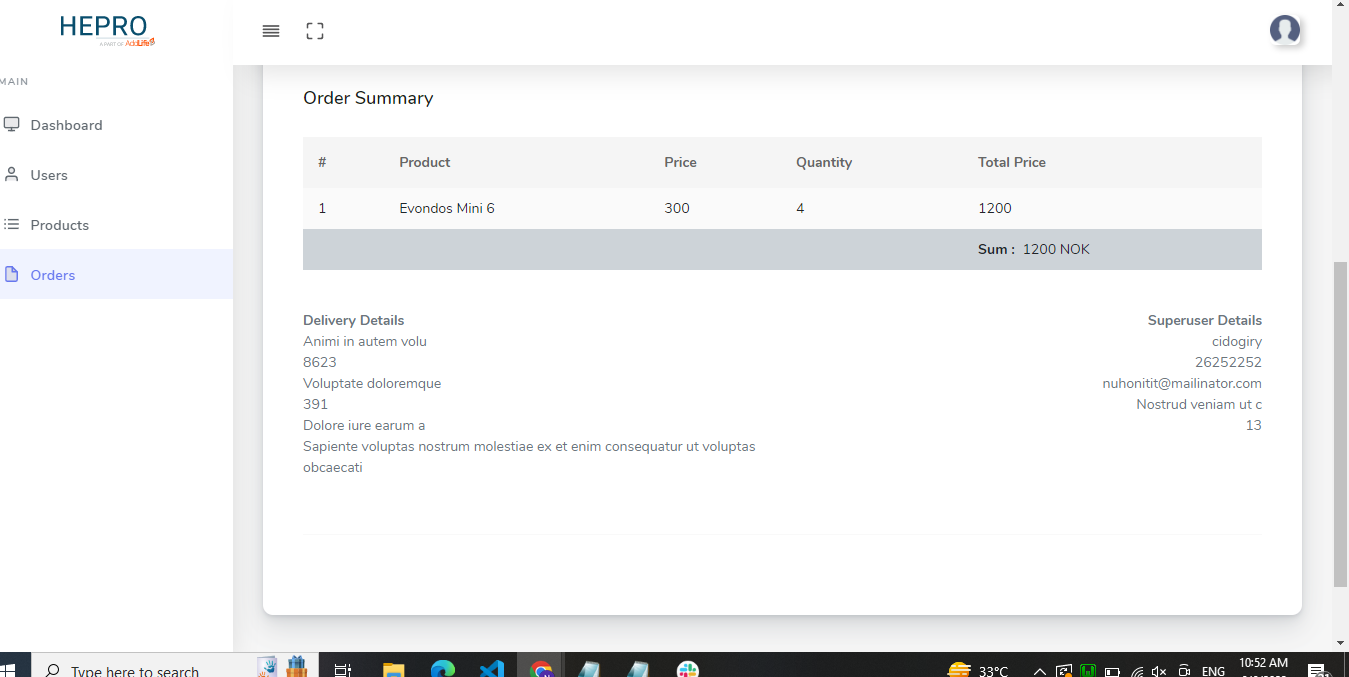 HEPRO
A PART OF AddLife
MAIN
Dashboard
Users
Products
Orders
Order Summary
# Product Price Quantity Total Price
1 Evondos Mini 6 300 4 1200
Sum : 1200 NOK
Delivery Details
Animi in autem volu
8623
Voluptate doloremque
391
Dolore iure earum a
Sapiente voluptas nostrum molestiae ex et enim consequatur ut voluptas
obcaecati
Superuser Details
cidogiry
26252252
nuhonitit@mailinator.com
Nostrud veniam ut c
13
Type here to search
33°C
ENG
10:52 AM